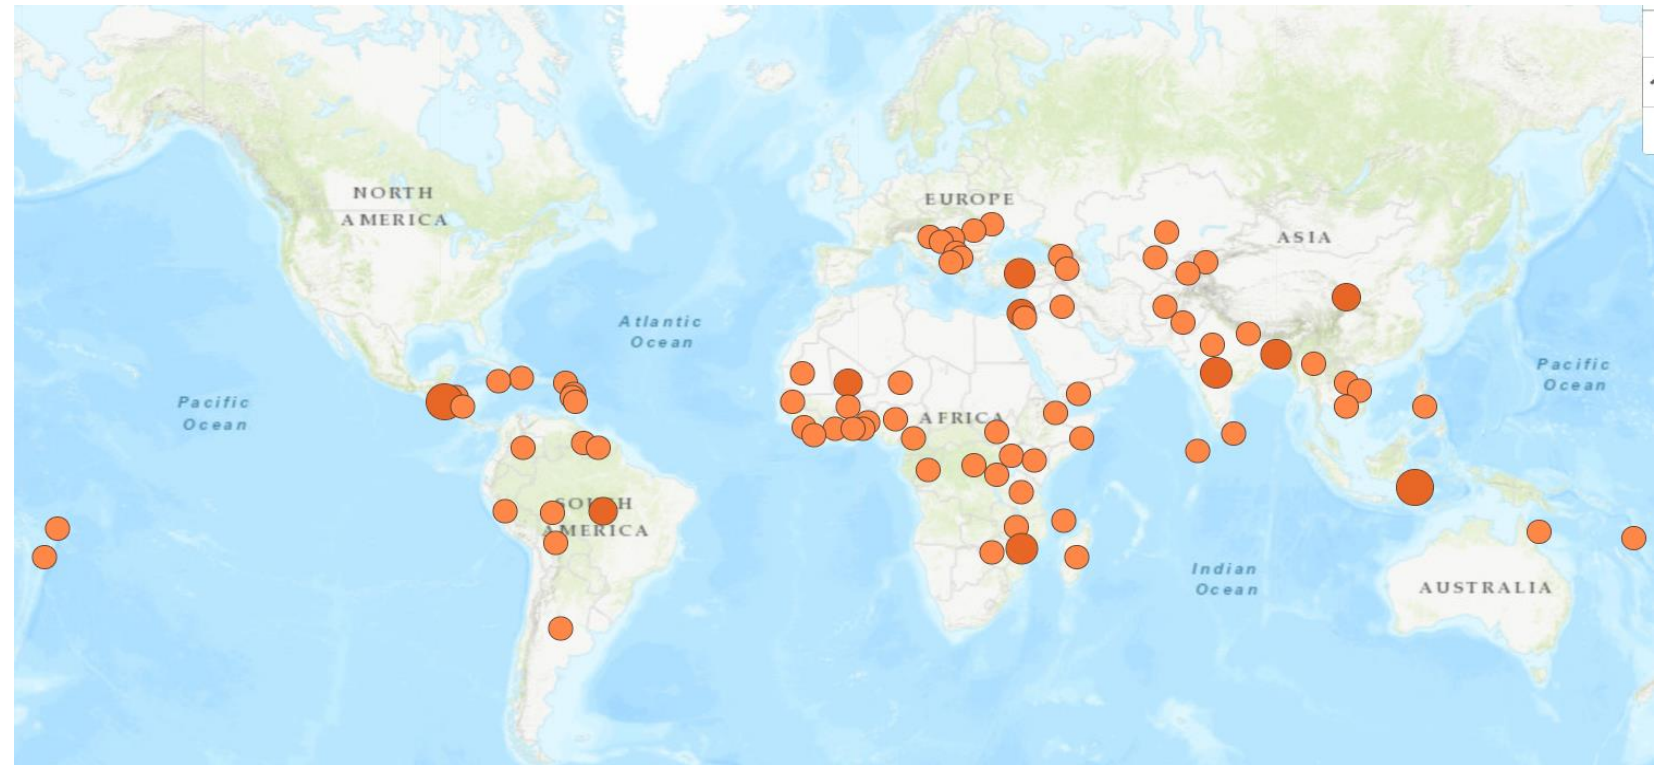 NORTH
AMERICA
EUROPE
ASIA
Atlantic
Ocean
Pacific
Ocean
Pacific
Ocean
AFRICA
SOUTH
AMERICA
Indian
Ocean
AUSTRALIA